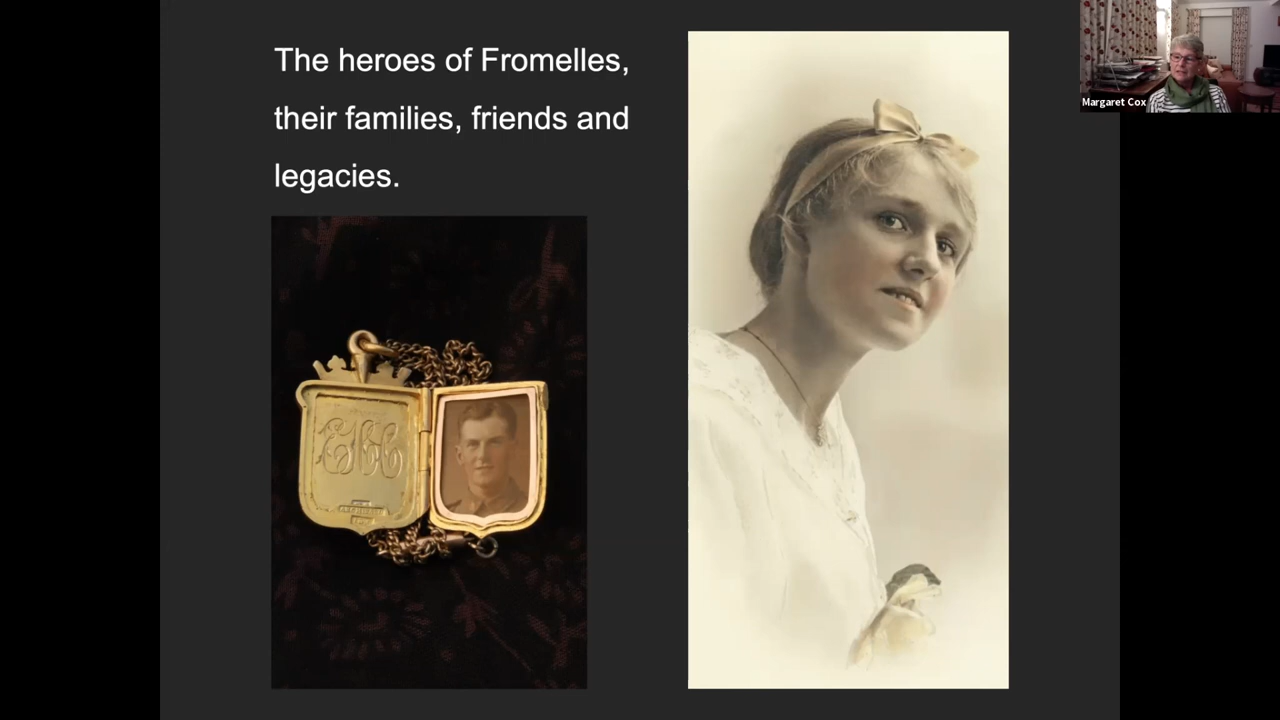 The heroes of Fromelles,
their families, friends and
legacies.
Margaret Cox